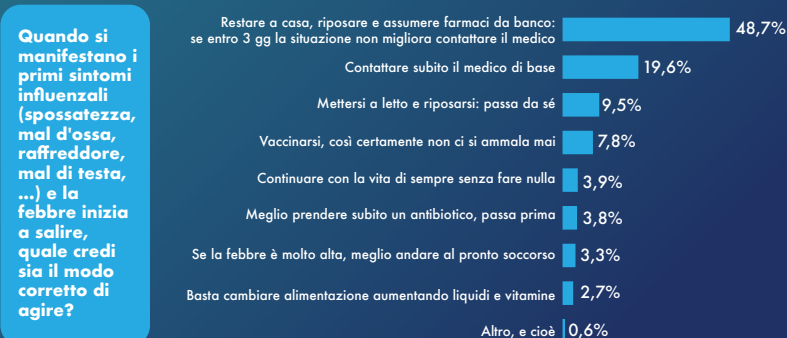 Quando si
manifestano i
primi sintomi
influenzali
(spossatezza,
mal d'ossa,
raffreddore,
mal di testa,
...) e la
febbre inizia
a salire,
quale credi
sia il modo
corretto di
agire?
Restare a casa, riposare e assumere farmaci da banco:
se entro 3 gg la situazione non migliora contattare il medico
48,7%
Contattare subito il medico di base
19,6%
Mettersi a letto e riposarsi: passa da sé
9,5%
Vaccinarsi, così certamente non ci si ammala mai
7,8%
Continuare con la vita di sempre senza fare nulla
3,9%
Meglio prendere subito un antibiotico, passa prima
3,8%
Se la febbre è molto alta, meglio andare al pronto soccorso
3,3%
Basta cambiare alimentazione aumentando liquidi e vitamine
2,7%
Altro, e cioè
0,6%